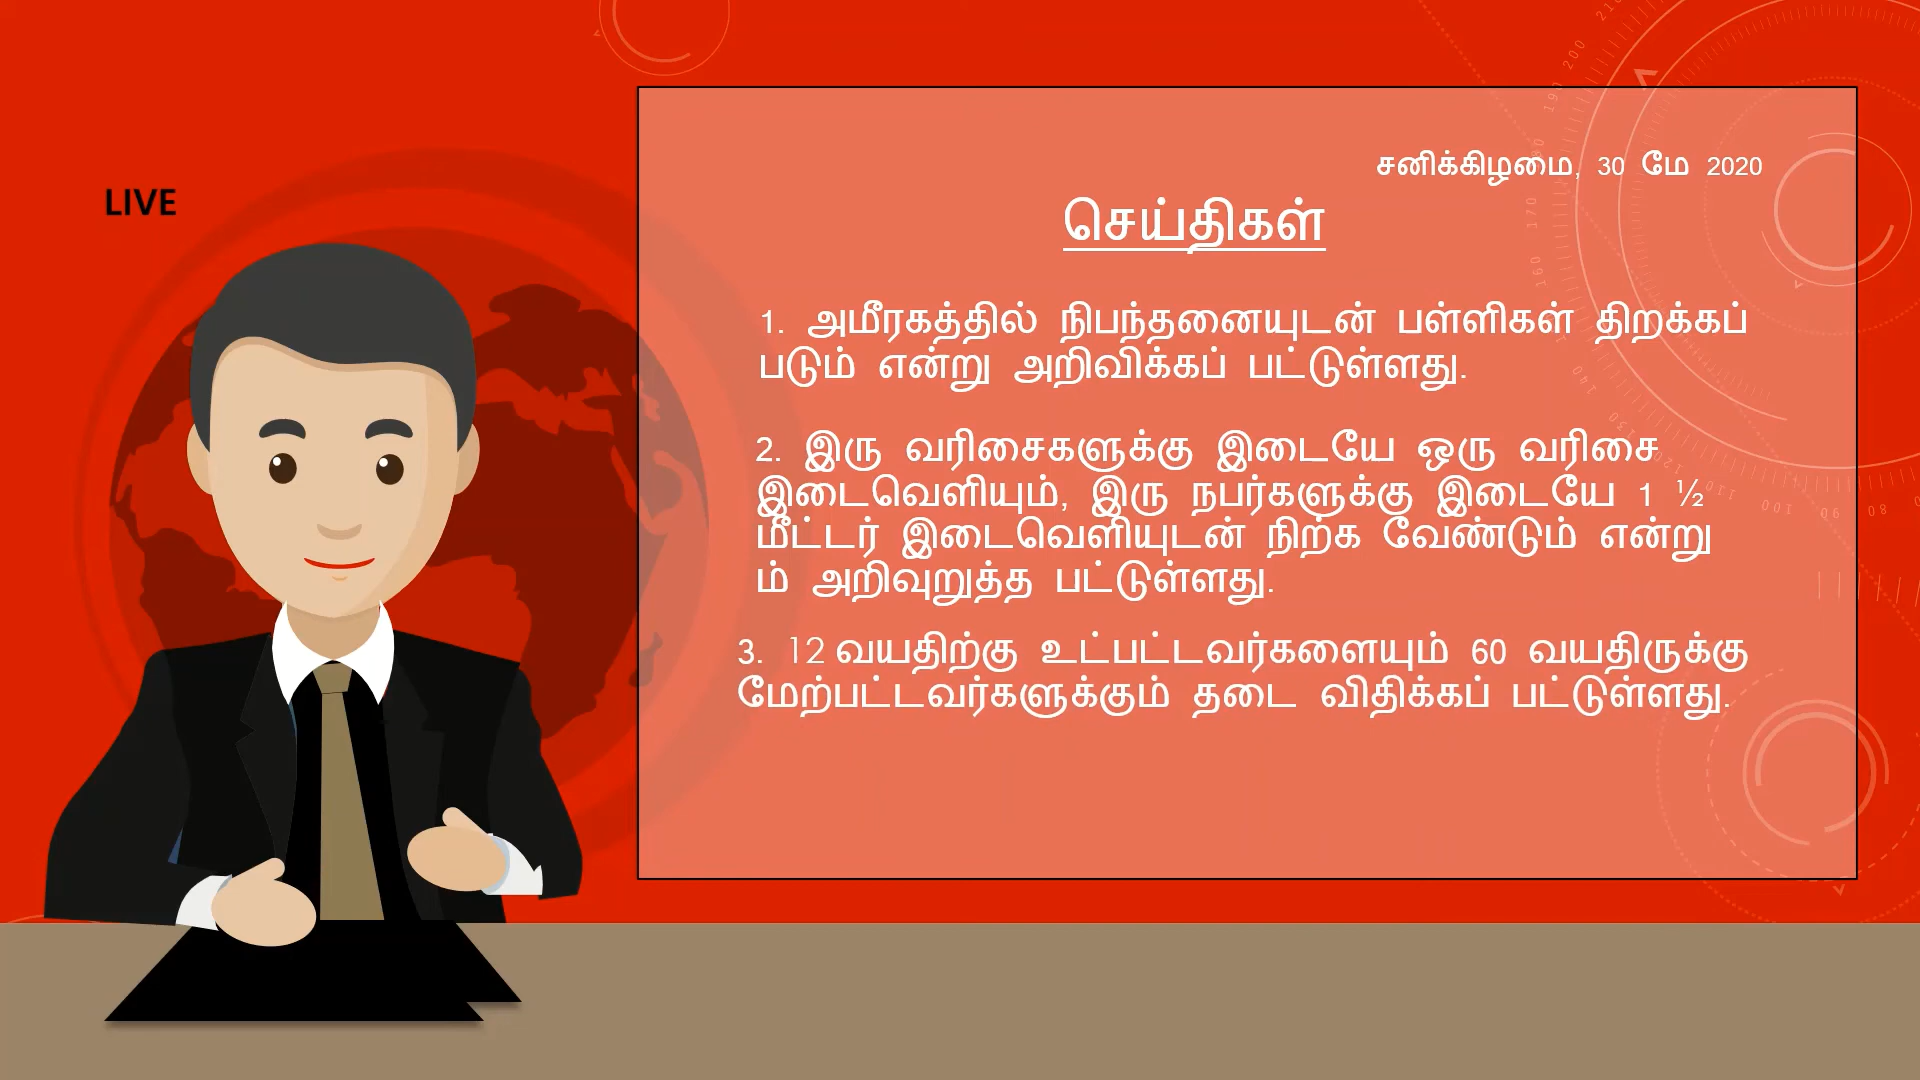 LIVE
சனிக்கிழமை, 30 மே 2020
செய்திகள்
1. அமீரகத்தில் நிபந்தனையுடன் பள்ளிகள் திறக்கப்
படும் என்று அறிவிக்கப் பட்டுள்ளது.
2. இரு வரிசைகளுக்கு இடையே ஒரு வரிசை
இடைவெளியும், இரு நபர்களுக்கு இடையே 1 ½
மீட்டர் இடைவெளியுடன் நிற்க வேண்டும் என்று
ம் அறிவுறுத்த பட்டுள்ளது.
3. 12 வயதிற்கு உட்பட்டவர்களையும் 60 வயதிருக்கு
மேற்பட்டவர்களுக்கும் தடை விதிக்கப் பட்டுள்ளது.